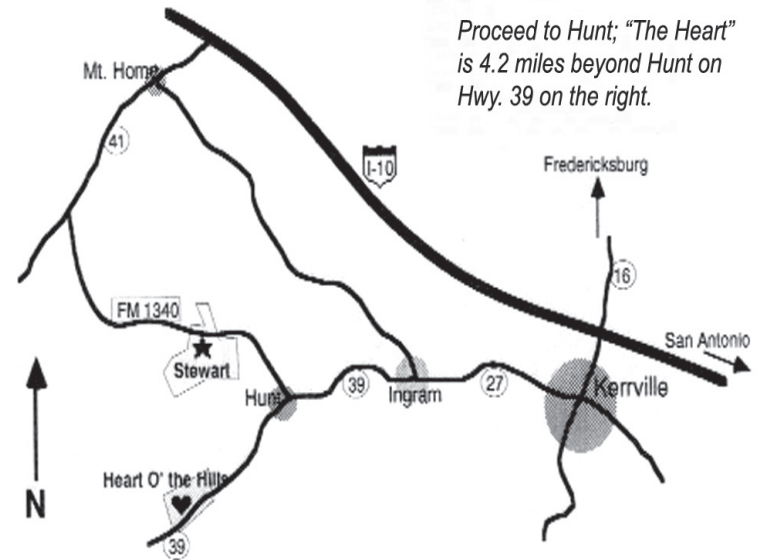 Proceed to Hunt; “The Heart”
is 4.2 miles beyond Hunt on
Hwy. 39 on the right.
Mt. Home
41
I-10
Fredericksburg
16
FM 1340
San Antonio
Stewart
39
27
Kerrville
Hunt
Ingram
Heart O' the Hills
N
39